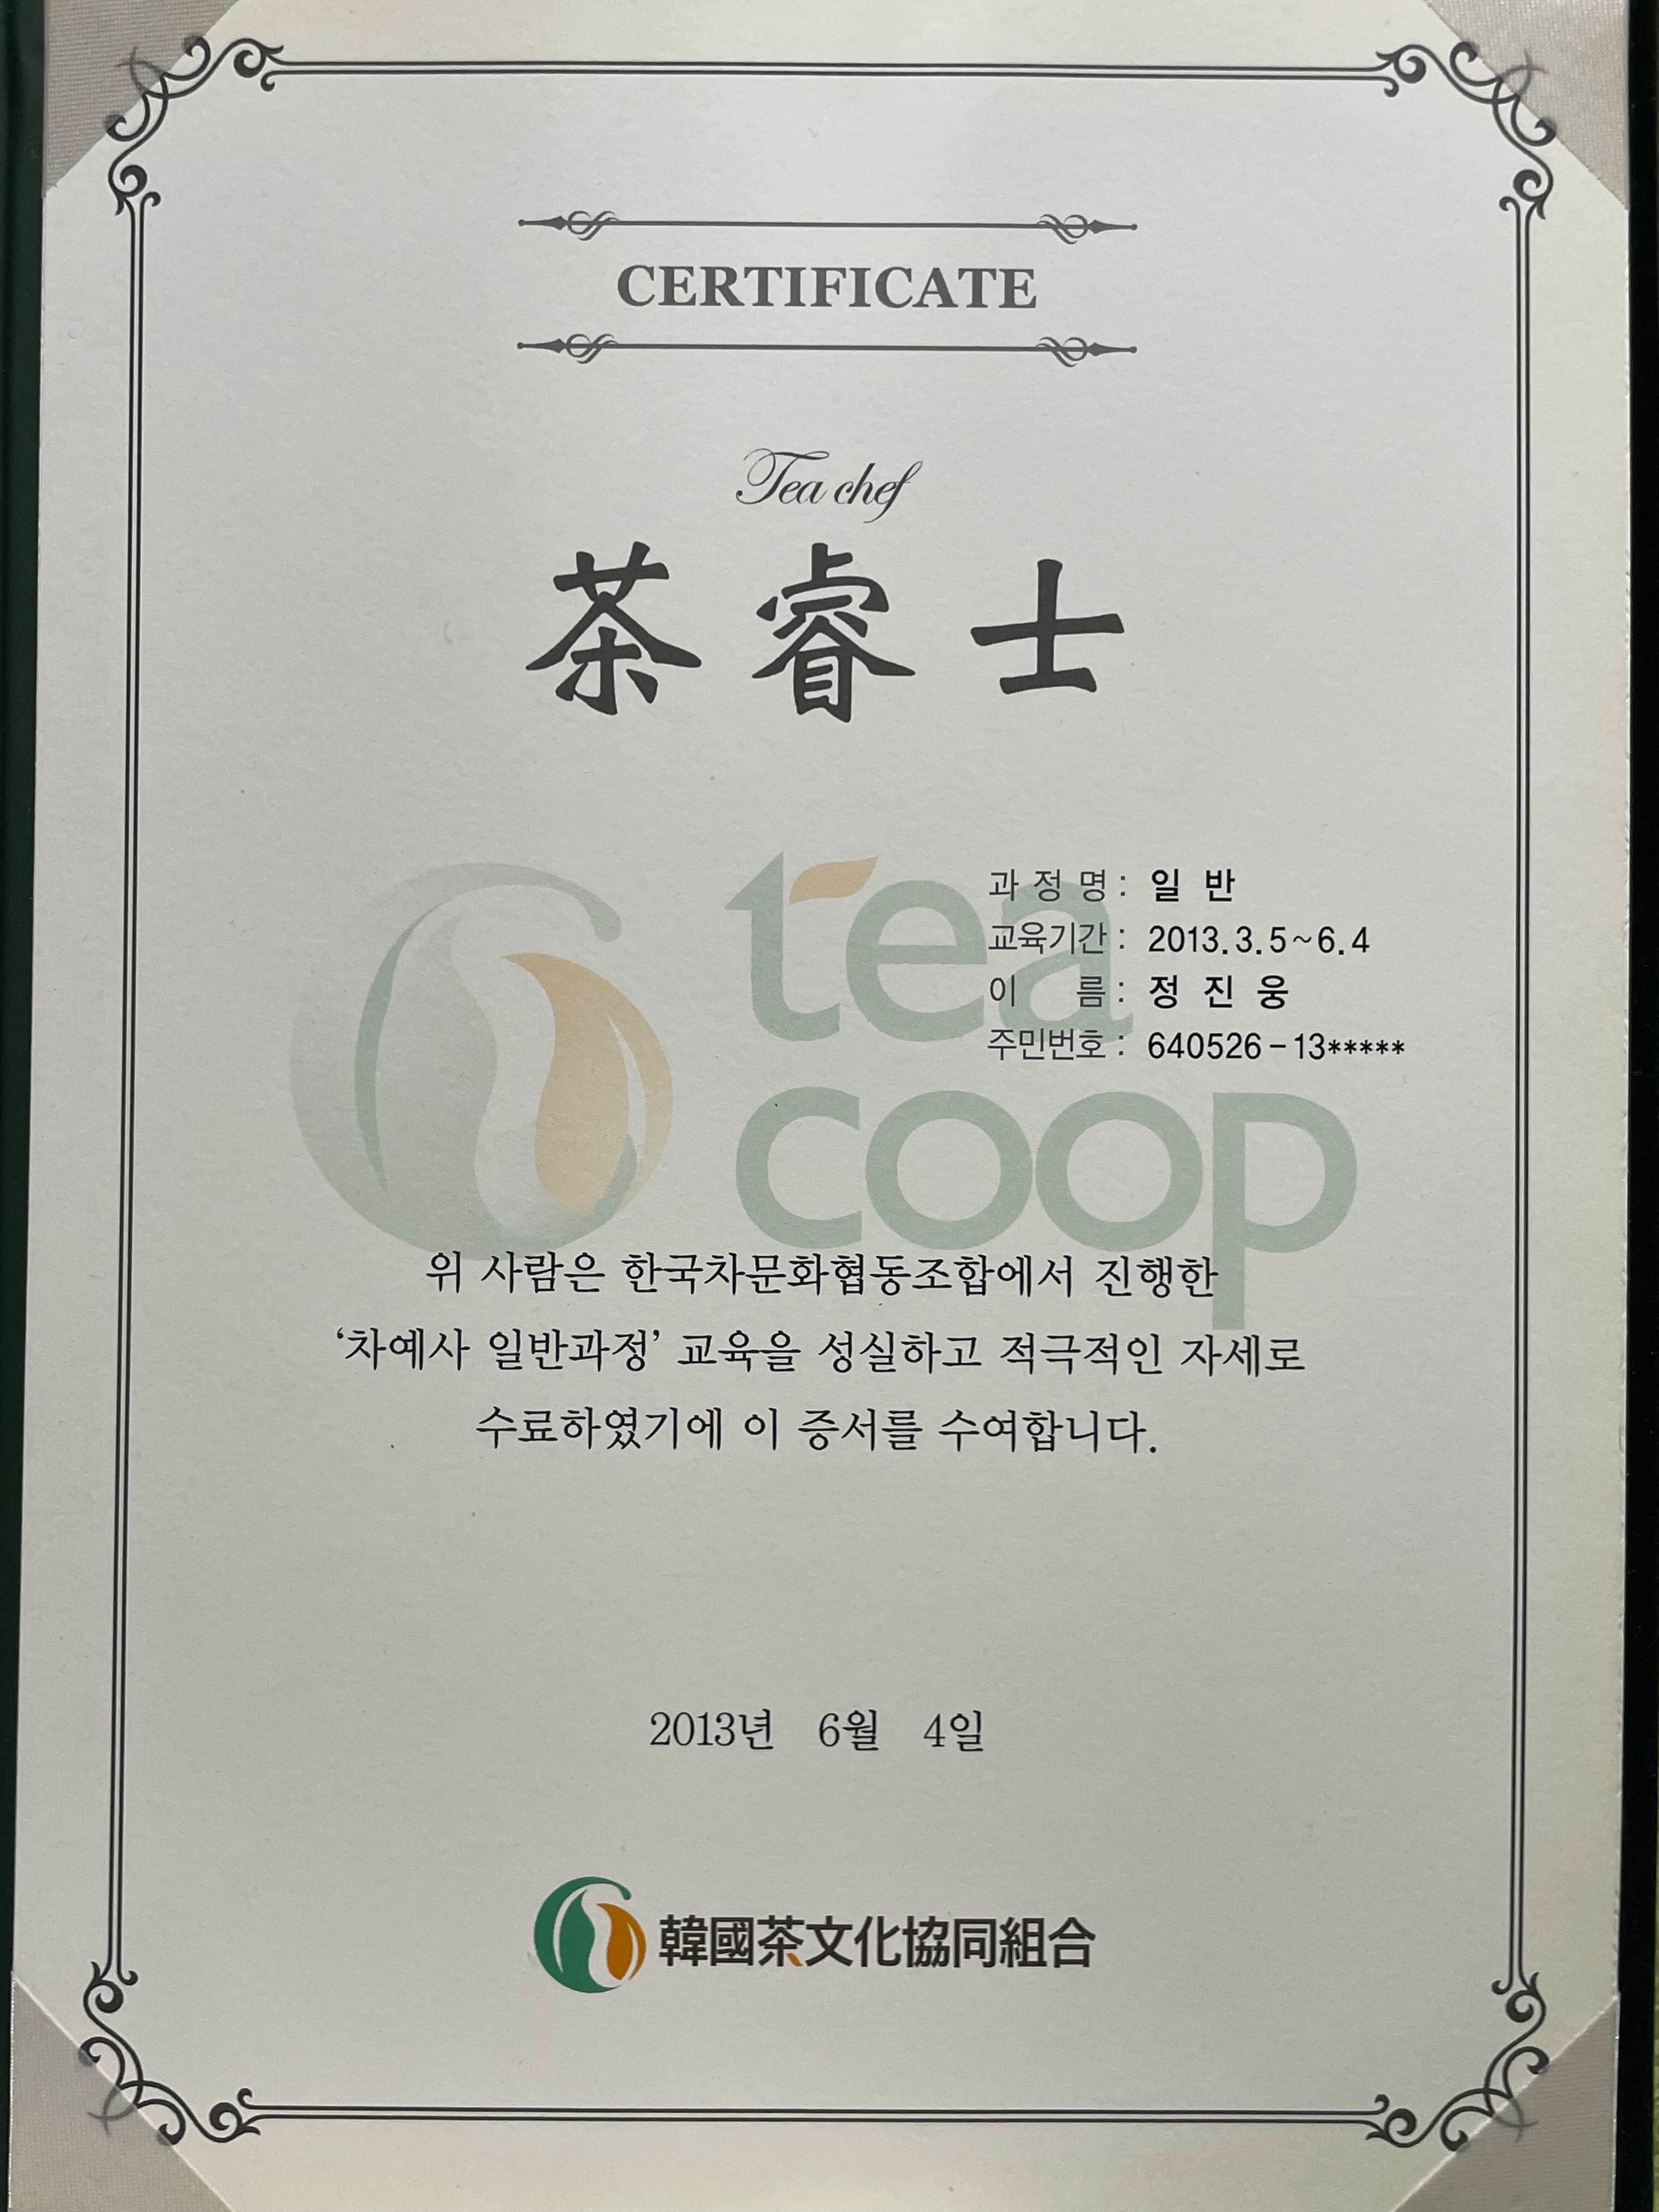 CERTIFICATE
Tea chef
茶睿士
tea
coop
과 정 명 : 일 반
교육기간 : 2013.3.5~6.4
이 름 : 정 진 웅
주민번호 : 640526-13*****
위 사람은 한국차문화협동조합에서 진행한
‘차예사 일반과정’ 교육을 성실하고 적극적인 자세로
수료하였기에 이 증서를 수여합니다.
2013년 6월 4일
韓國茶文化協同組合